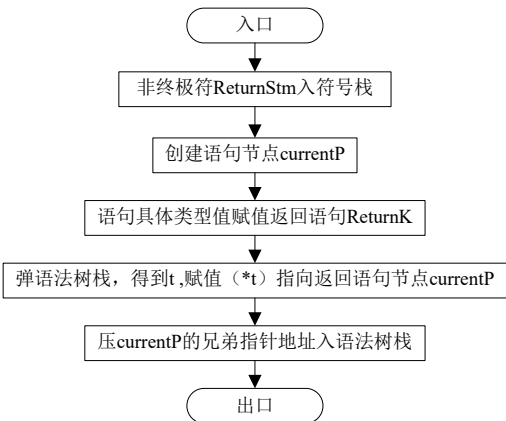 入口
非终极符ReturnStm入符号栈
创建语句节点currentP
语句具体类型值赋值返回语句ReturnK
弹语法树栈，得到t ,赋值（*t）指向返回语句节点currentP
压currentP的兄弟指针地址入语法树栈
出口